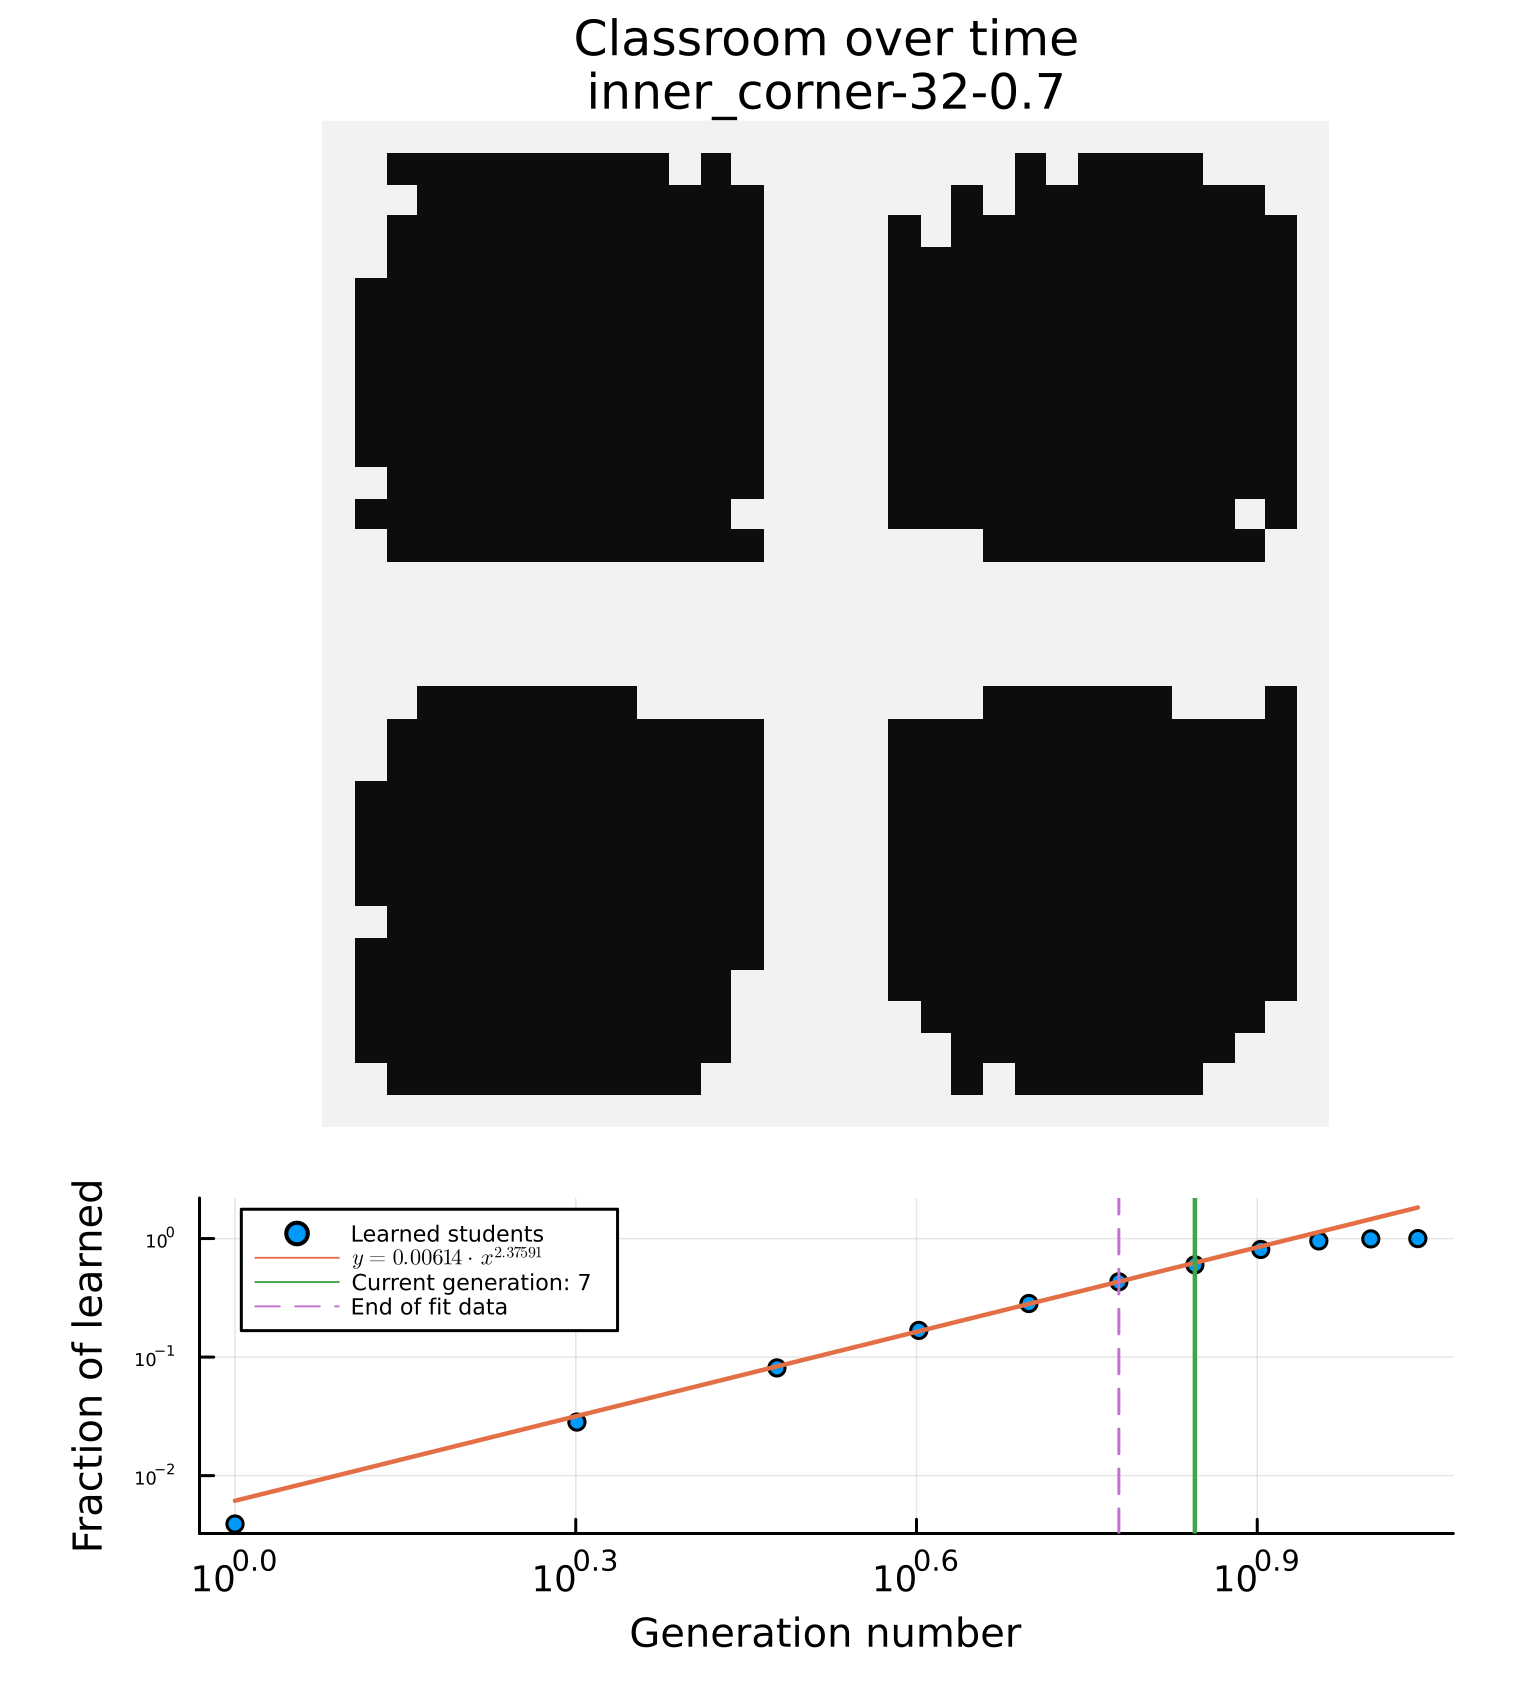 Classroom over time
inner_corner-32-0.7
Fraction of learned
10^0
10^-1
10^-2
Learned students
y = 0.00614 · x^2.37591
Current generation: 7
End of fit data
10^0.0 10^0.3 10^0.6 10^0.9
Generation number